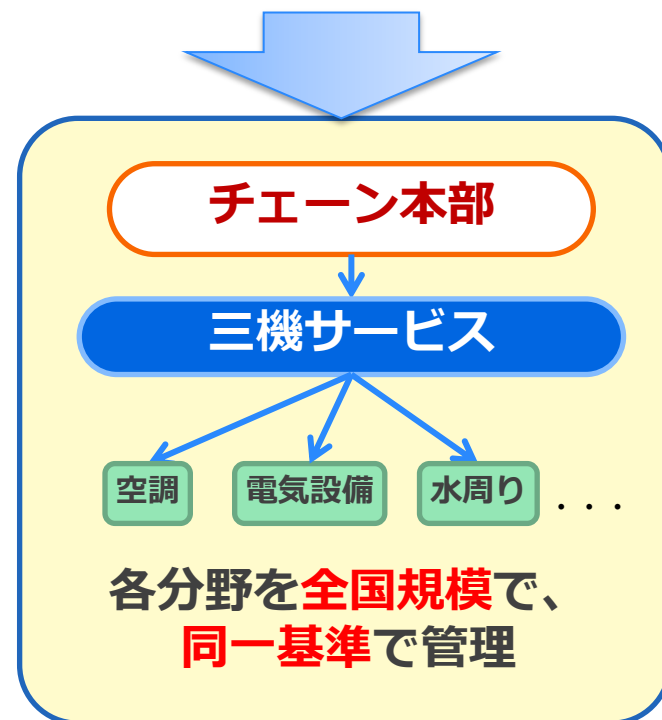 チェーン本部
三機サービス
空調 電気設備 水周り ．．．
各分野を全国規模で、
同一基準で管理